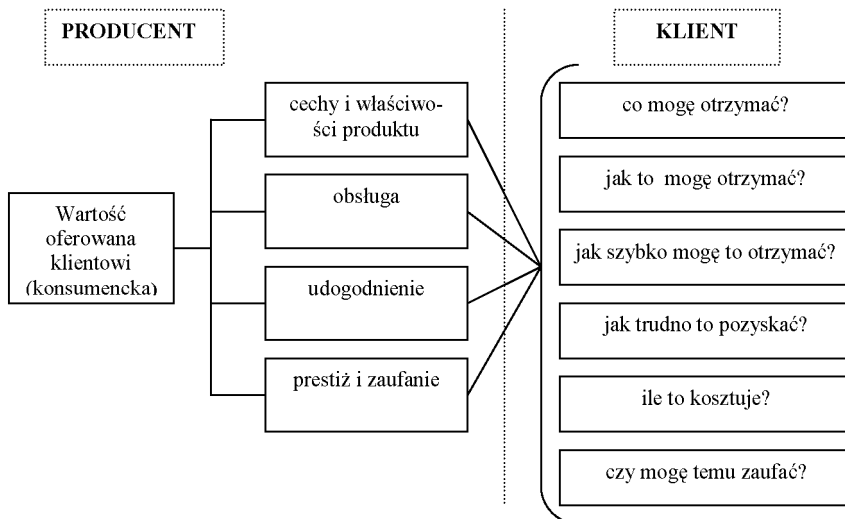 PRODUCENT
KLIENT
cechy i właściwo-
ści produktu
obsługa
udogodnienie
prestiż i zaufanie
Wartość
oferowana
klientowi
(konsumencka)
co mogę otrzymać?
jak to mogę otrzymać?
jak szybko mogę to otrzymać?
jak trudno to pozyskać?
ile to kosztuje?
czy mogę temu zaufać?